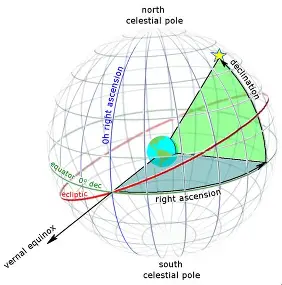 north
celestial pole
declination
0h right ascension
equator 0° dec
ecliptic
right ascension
vernal equinox
south
celestial pole